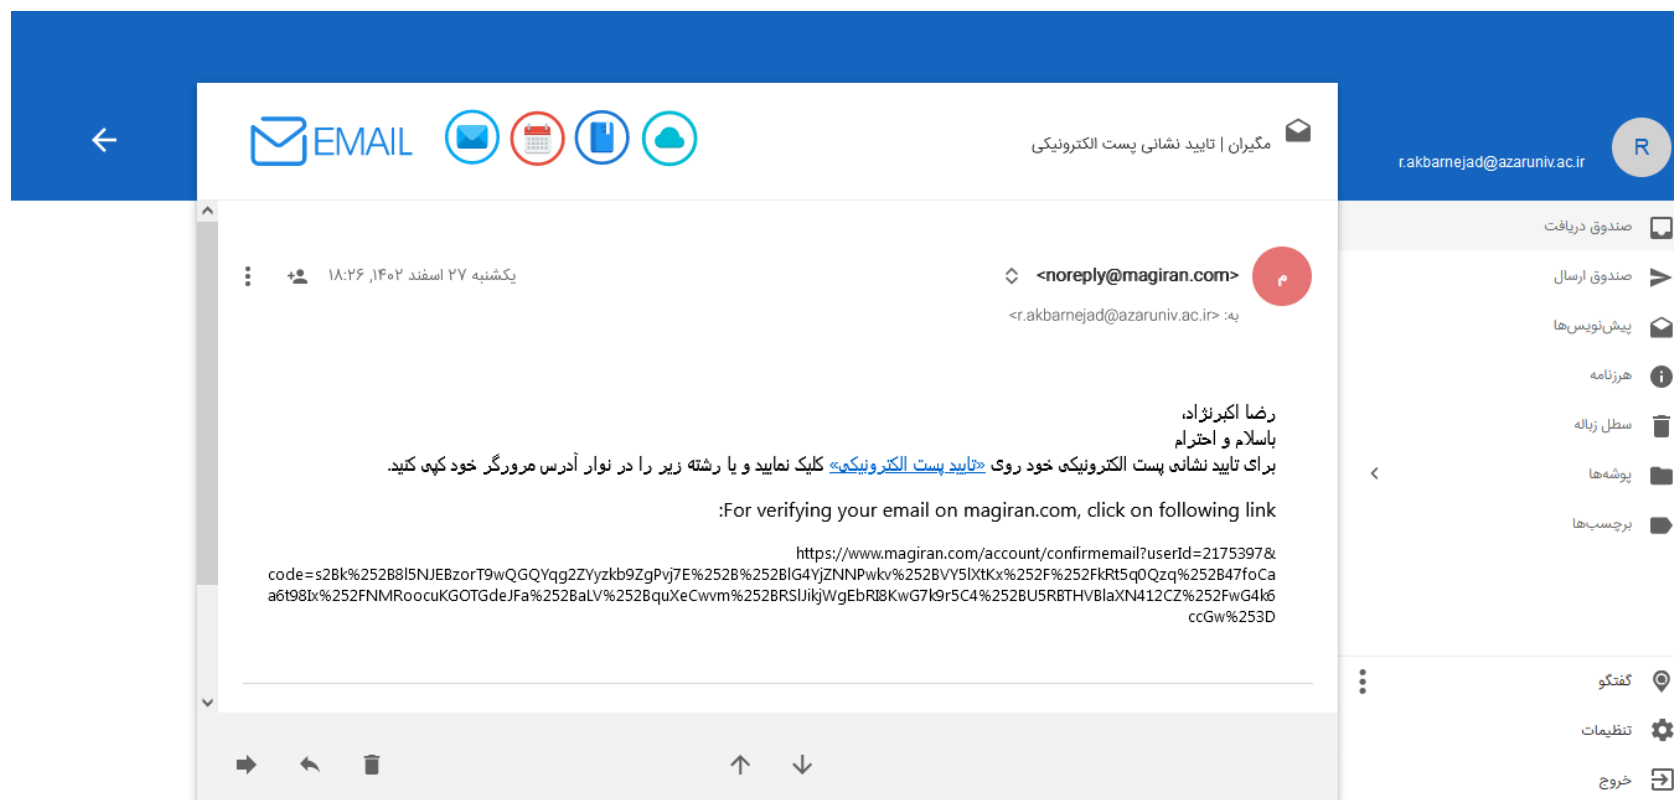 EMAIL
مگیران | تایید نشانی پست الکترونیکی
R
r.akbarnejad@azaruniv.ac.ir
صندوق دریافت
صندوق ارسال
پیش‌نویس‌ها
هرزنامه
سطل زباله
پوشه‌ها
برچسب‌ها
گفتگو
تنظیمات
خروج
م
<noreply@magiran.com>
یکشنبه ۲۷ اسفند ۱۴۰۲, ۱۸:۲۶
به: <r.akbarnejad@azaruniv.ac.ir>
رضا اکبرنژاد،
باسلام و احترام
برای تایید نشانی پست الکترونیکی خود روی «تایید پست الکترونیکی» کلیک نمایید و یا رشته زیر را در نوار آدرس مرورگر خود کپی کنید.
For verifying your email on magiran.com, click on following link:
https://www.magiran.com/account/confirmemail?userId=2175397&
code=s2Bk%252B8l5NJEBzorT9wQGQYqg2ZYyzkb9ZgPvj7E%252B%252BlG4YjZNNPwkv%252BVY5lXtKx%252F%252FkRt5q0Qzq%252B47foCa
a6t98Ix%252FNMRoocuKGOTGdeJFa%252BaLV%252BquXeCwvm%252BRSlJikjWgEbRI8KwG7k9r5C4%252BU5RBTHVBlaXN412CZ%252FwG4k6
ccGw%253D